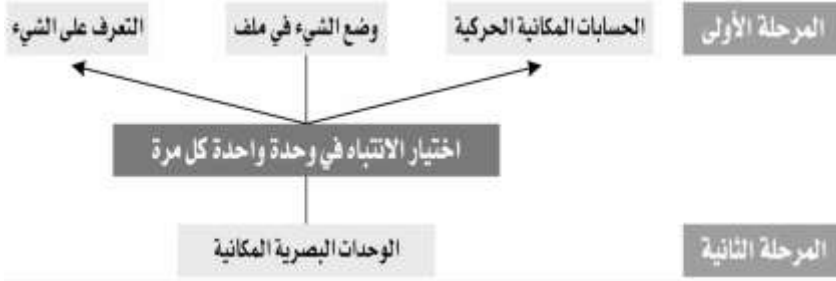 المرحلة الأولى
الحسابات المكانية الحركية
وضع الشيء في ملف
التعرف على الشيء
اختيار الانتباه في وحدة واحدة كل مرة
المرحلة الثانية
الوحدات البصرية المكانية